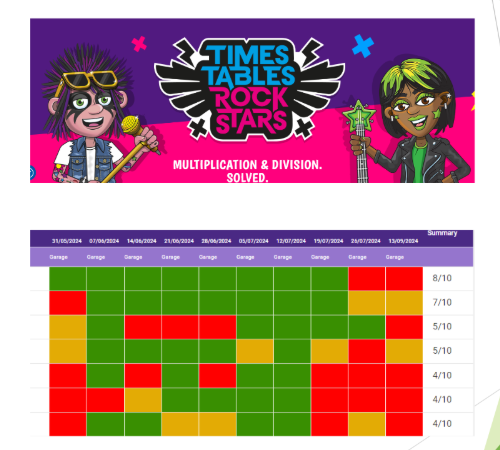 TIMES
TABLES
ROCK
STARS
MULTIPLICATION & DIVISION.
SOLVED.
Summary
31/05/2024 07/06/2024 14/06/2024 21/06/2024 28/06/2024 05/07/2024 12/07/2024 19/07/2024 26/07/2024 13/09/2024
Garage Garage Garage Garage Garage Garage Garage Garage Garage Garage
8/10
7/10
5/10
5/10
4/10
4/10
4/10